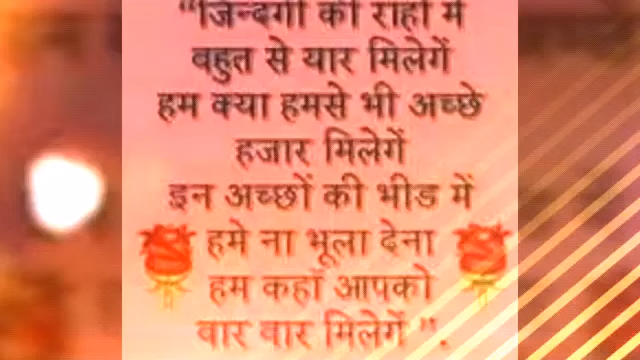 "जिन्दगी की राहों में
बहुत से यार मिलेगें
हम क्या हमसे भी अच्छे
हजार मिलेगें
इन अच्छों की भीड में
हमे ना भूला देना
हम कहाँ आपको
बार बार मिलेगें ".